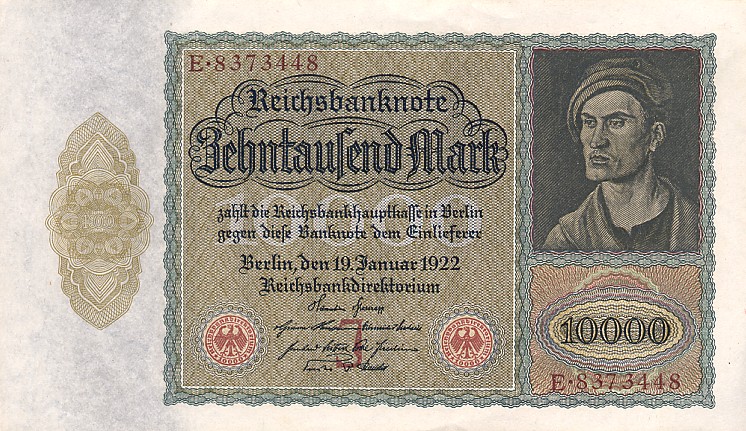 E·8373448
Reichsbanknote
Zehntausend Mark
zahlt die Reichsbankhauptkasse in Berlin
gegen diese Banknote dem Einlieferer
Berlin, den 19. Januar 1922
Reichsbankdirektorium
J
10000
E·8373448